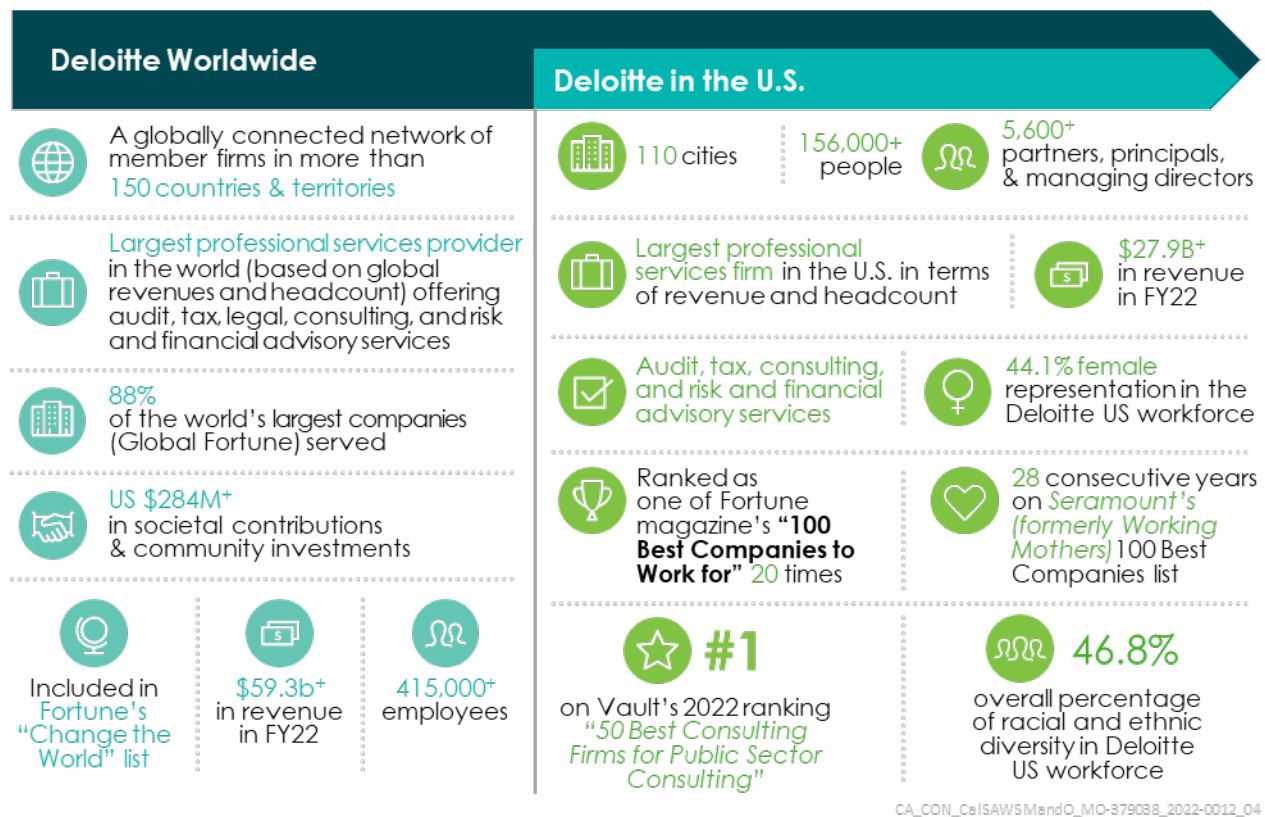 Deloitte Worldwide
Deloitte in the U.S.
A globally connected network of
member firms in more than
150 countries & territories
Largest professional services provider
in the world (based on global
revenues and headcount) offering
audit, tax, legal, consulting, and risk
and financial advisory services
88%
of the world's largest companies
(Global Fortune) served
US $284M+
in societal contributions
& community investments
Included in
Fortune's
“Change the
World” list
$59.3b+
in revenue
in FY22
415,000+
employees
110 cities
156,000+
people
5,600+
partners, principals,
& managing directors
Largest professional
services firm in the U.S. in terms
of revenue and headcount
$27.9B+
in revenue
in FY22
Audit, tax, consulting,
and risk and financial
advisory services
44.1% female
representation in the
Deloitte US workforce
Ranked as
one of Fortune
magazine's “100
Best Companies to
Work for” 20 times
28 consecutive years
on Seramount's
(formerly Working
Mothers) 100 Best
Companies list
#1
on Vault's 2022 ranking
“50 Best Consulting
Firms for Public Sector
Consulting”
46.8%
overall percentage
of racial and ethnic
diversity in Deloitte
US workforce
CA_CON_CalSAWSMandO_MO-379038_2022-0012_04